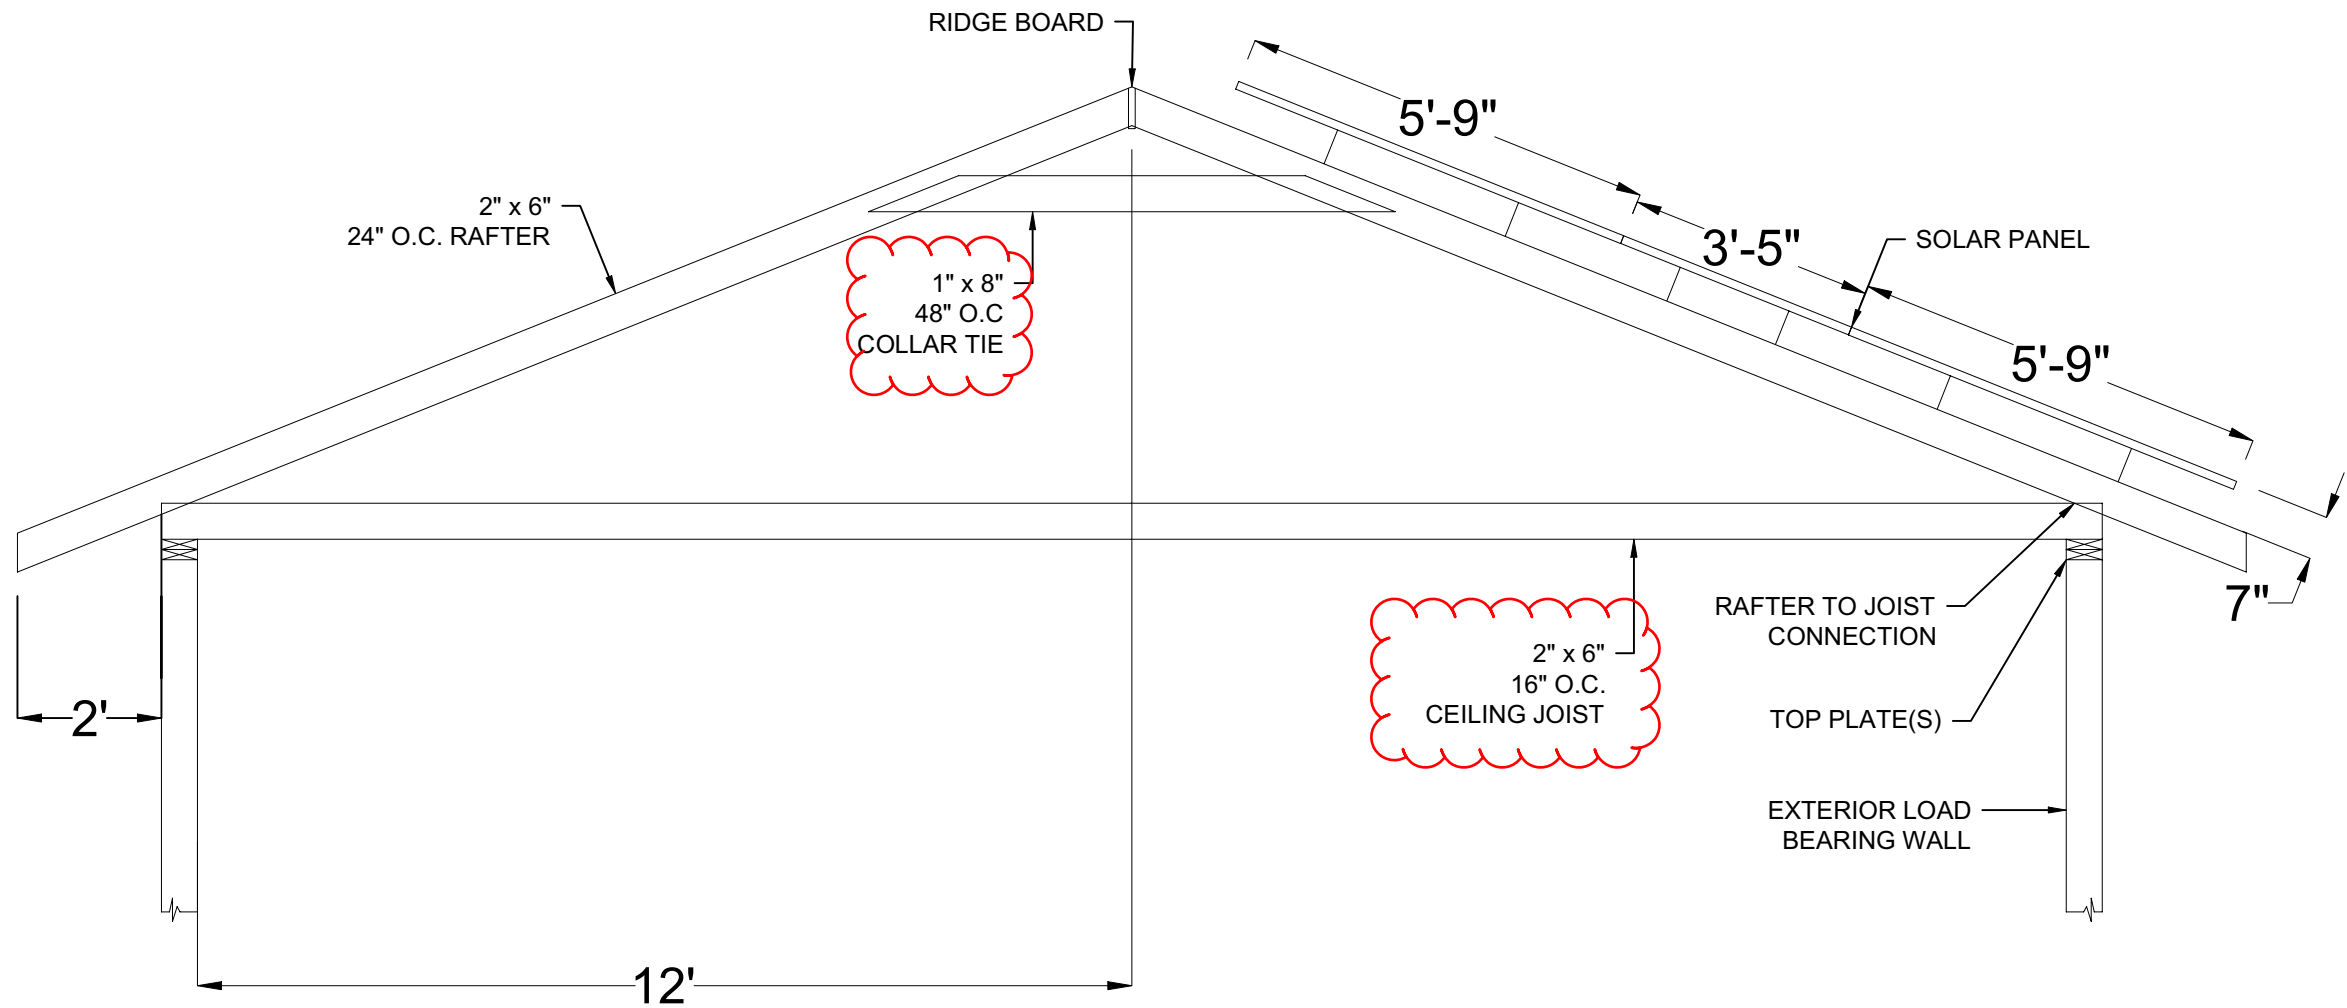 RIDGE BOARD
5'-9"
2" x 6"
24" O.C. RAFTER
3'-5"
SOLAR PANEL
1" x 8"
48" O.C
COLLAR TIE
5'-9"
7"
RAFTER TO JOIST
CONNECTION
2" x 6"
16" O.C.
CEILING JOIST
2'
TOP PLATE(S)
EXTERIOR LOAD
BEARING WALL
12'